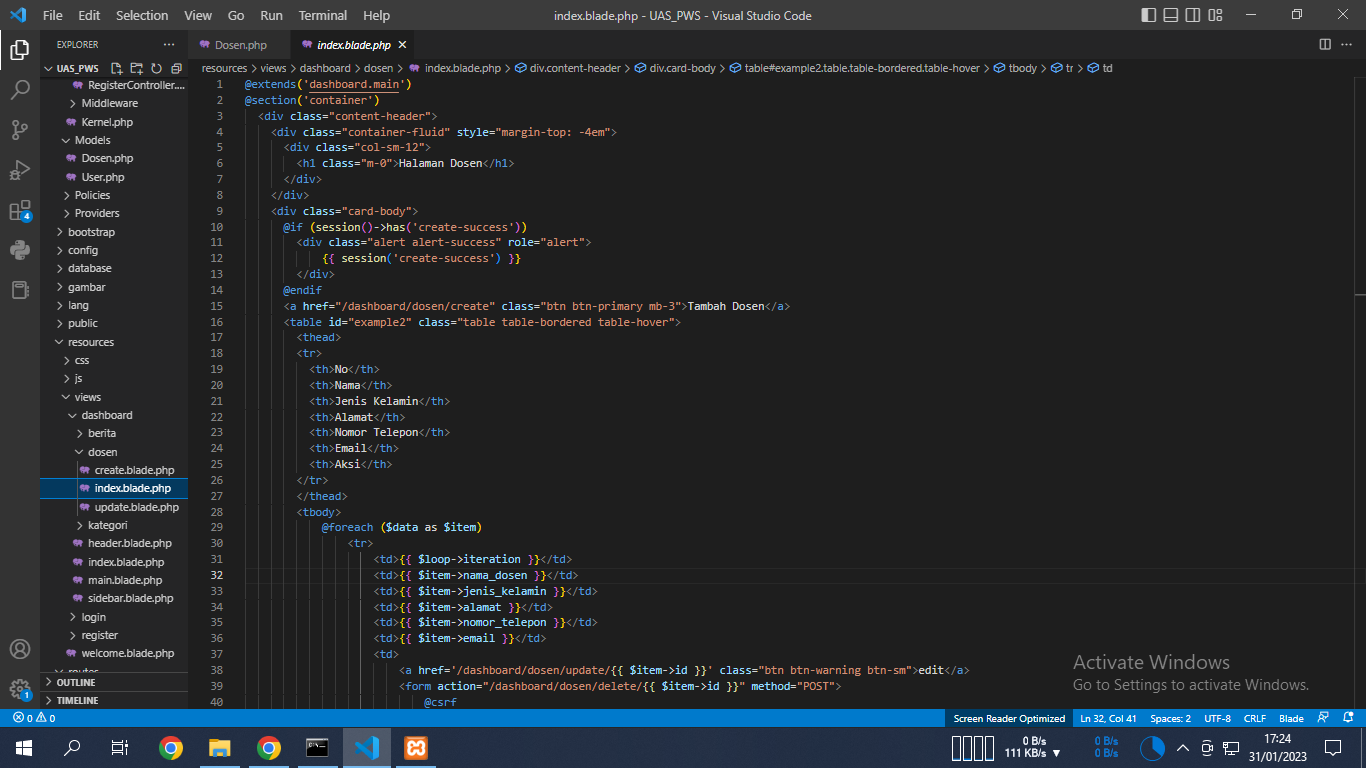 File Edit Selection View Go Run Terminal Help index.blade.php - UAS_PWS - Visual Studio Code
EXPLORER ...
Dosen.php index.blade.php
UAS_PWS
resources > views > dashboard > dosen > index.blade.php > div.content-header > div.card-body > table#example2.table.table-bordered.table-hover > tbody > tr > td
RegisterController....
Middleware
Kernel.php
Models
Dosen.php
User.php
Policies
Providers
bootstrap
config
database
gambar
lang
public
resources
css
js
views
dashboard
berita
dosen
create.blade.php
index.blade.php
update.blade.php
kategori
header.blade.php
index.blade.php
main.blade.php
sidebar.blade.php
login
register
welcome.blade.php
routes
OUTLINE
TIMELINE
4
1
1 @extends('dashboard.main')
2 @section('container')
3 <div class="content-header">
4 <div class="container-fluid" style="margin-top: -4em">
5 <div class="col-sm-12">
6 <h1 class="m-0">Halaman Dosen</h1>
7 </div>
8 </div>
9 <div class="card-body">
10 @if (session()->has('create-success'))
11 <div class="alert alert-success" role="alert">
12 {{ session('create-success') }}
13 </div>
14 @endif
15 <a href="/dashboard/dosen/create" class="btn btn-primary mb-3">Tambah Dosen</a>
16 <table id="example2" class="table table-bordered table-hover">
17 <thead>
18 <tr>
19 <th>No</th>
20 <th>Nama</th>
21 <th>Jenis Kelamin</th>
22 <th>Alamat</th>
23 <th>Nomor Telepon</th>
24 <th>Email</th>
25 <th>Aksi</th>
26 </tr>
27 </thead>
28 <tbody>
29 @foreach ($data as $item)
30 <tr>
31 <td>{{ $loop->iteration }}</td>
32 <td>{{ $item->nama_dosen }}</td>
33 <td>{{ $item->jenis_kelamin }}</td>
34 <td>{{ $item->alamat }}</td>
35 <td>{{ $item->nomor_telepon }}</td>
36 <td>{{ $item->email }}</td>
37 <td>
38 <a href='/dashboard/dosen/update/{{ $item->id }}' class="btn btn-warning btn-sm">edit</a>
39 <form action="/dashboard/dosen/delete/{{ $item->id }}" method="POST">
40 @csrf
Activate Windows
Go to Settings to activate Windows.
0 0 Screen Reader Optimized Ln 32, Col 41 Spaces: 2 UTF-8 CRLF Blade
0 B/s 0 B/s 17:24
111 KB/s 0 B/s 31/01/2023